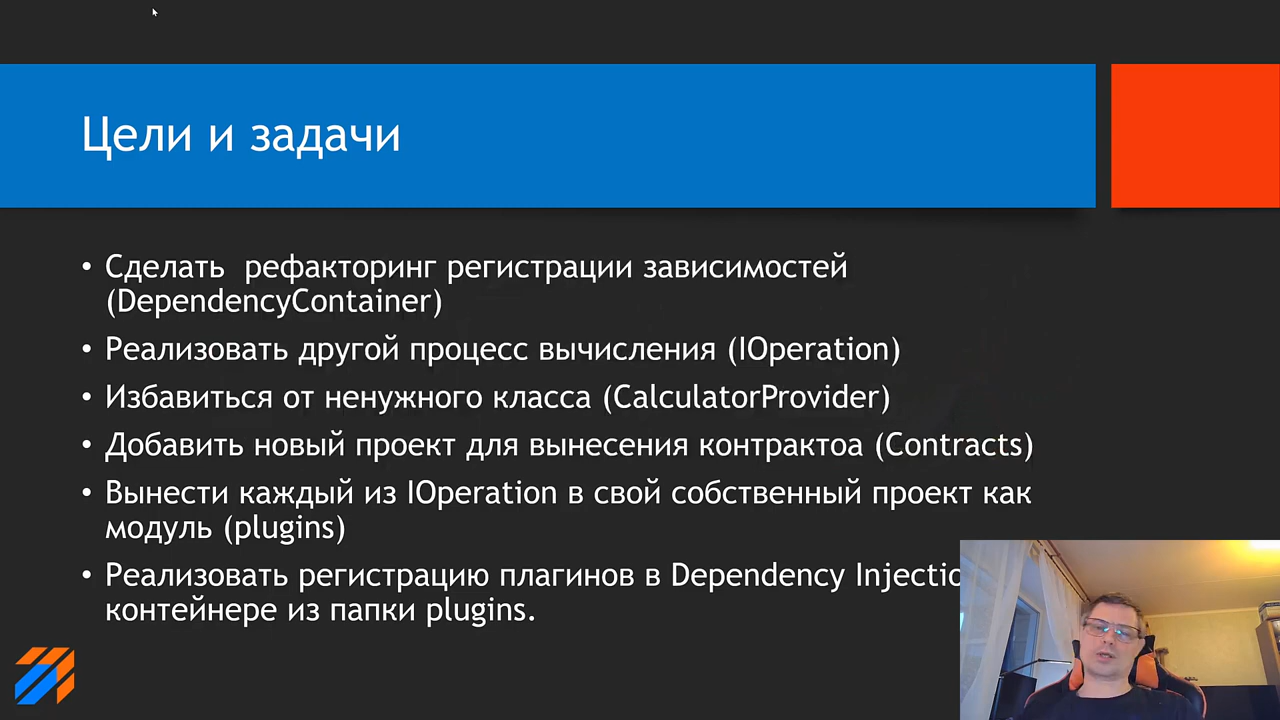 Цели и задачи
• Сделать  рефакторинг регистрации зависимостей
(DependencyContainer)
• Реализовать другой процесс вычисления (IOperation)
• Избавиться от ненужного класса (CalculatorProvider)
• Добавить новый проект для вынесения контрактоа (Contracts)
• Вынести каждый из IOperation в свой собственный проект как
модуль (plugins)
• Реализовать регистрацию плагинов в Dependency Injectio
контейнере из папки plugins.